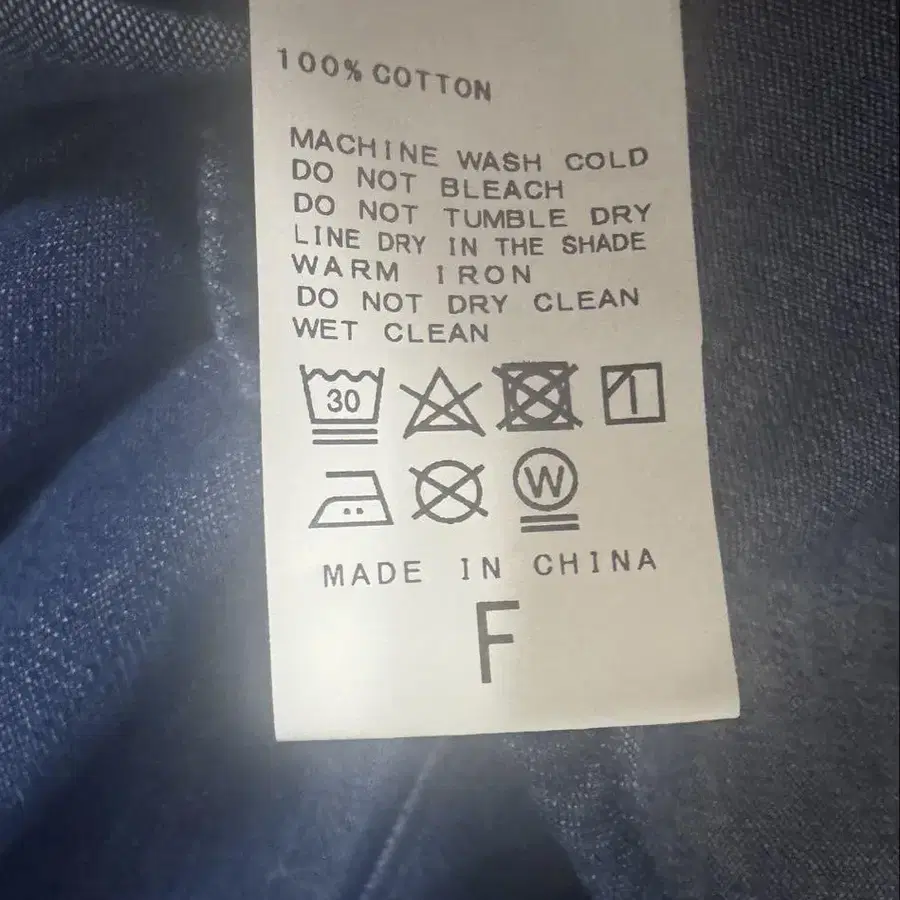 100% COTTON
MACHINE WASH COLD
DO NOT BLEACH
DO NOT TUMBLE DRY
LINE DRY IN THE SHADE
WARM IRON
DO NOT DRY CLEAN
WET CLEAN
30
W
MADE IN CHINA
F